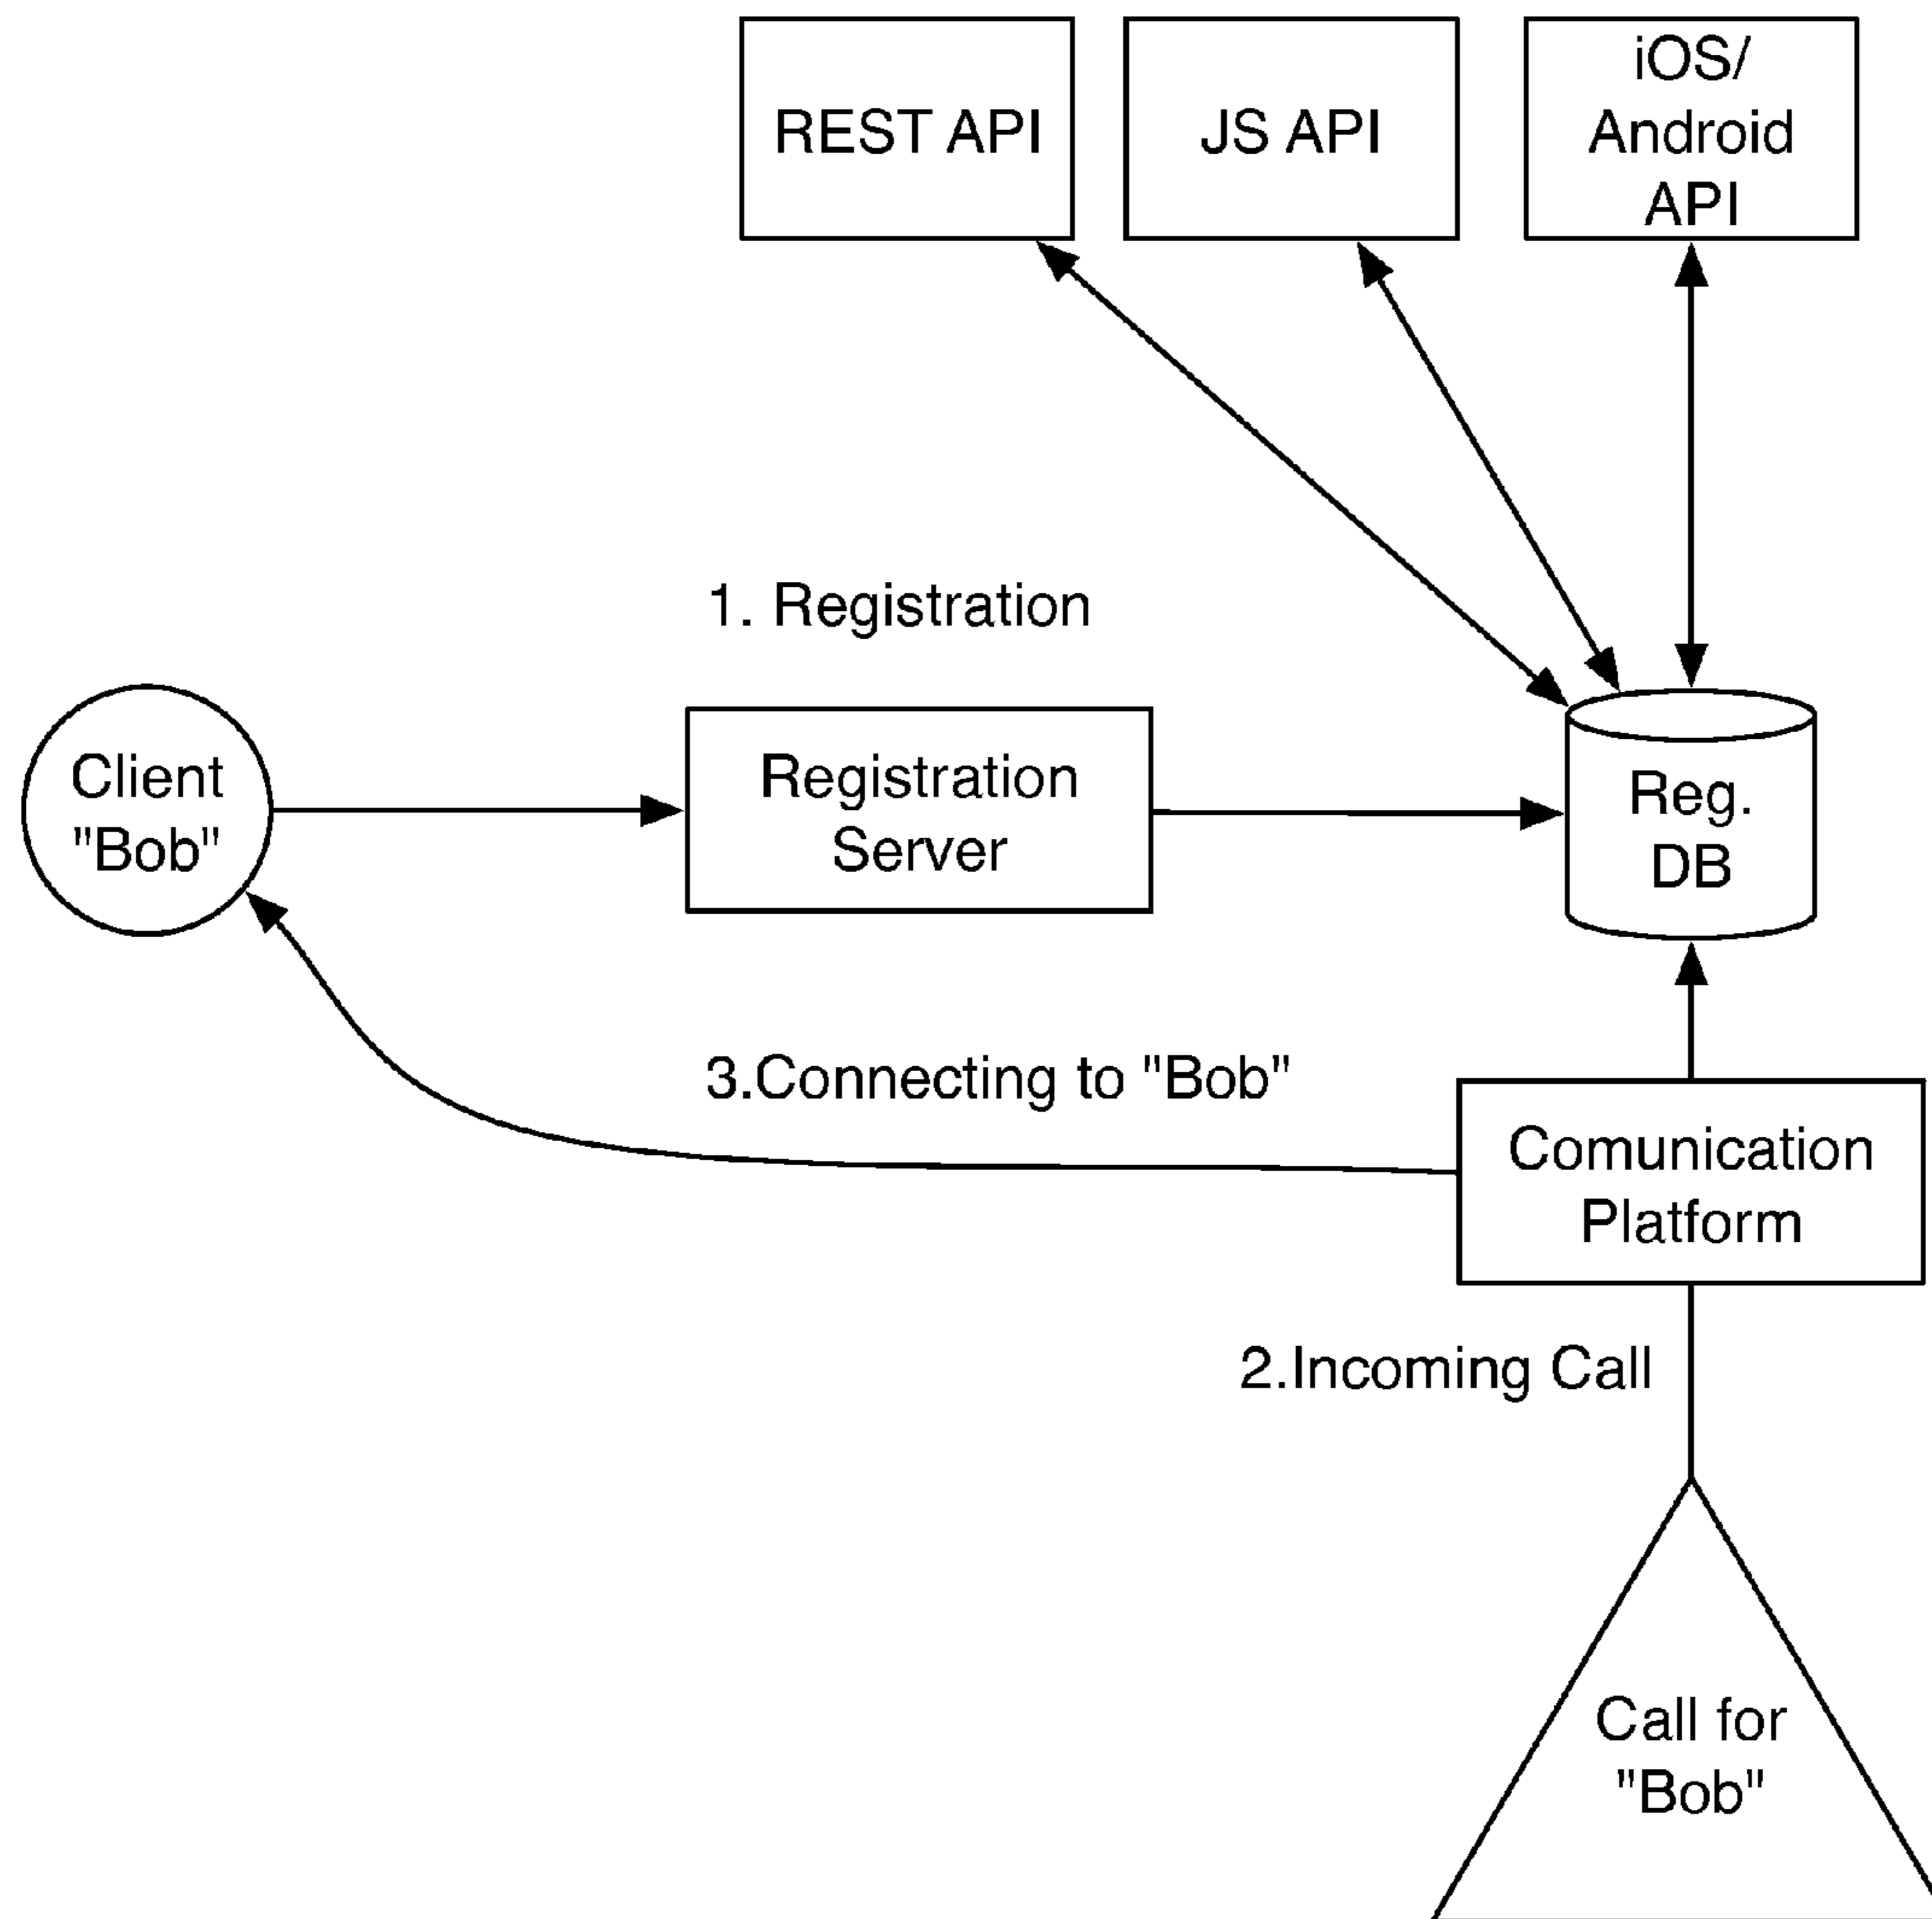 REST API
JS API
iOS/
Android
API
1. Registration
Client
"Bob"
Registration
Server
Reg.
DB
3.Connecting to "Bob"
Comunication
Platform
2.Incoming Call
Call for
"Bob"